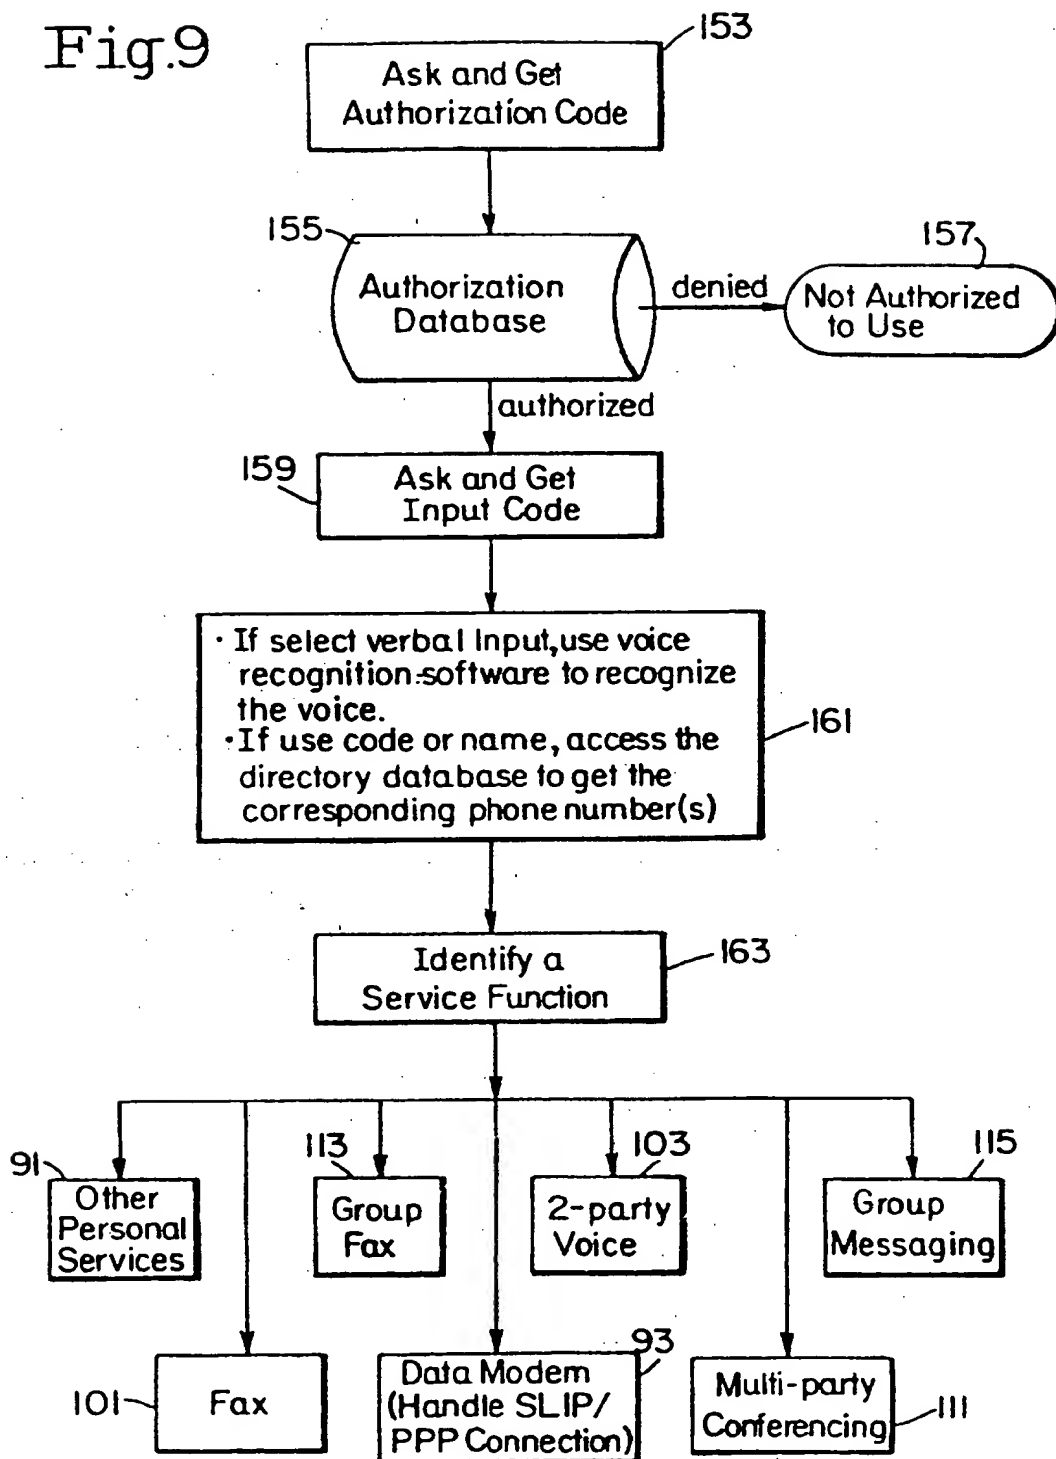 Fig.9
153
Ask and Get
Authorization Code
155
Authorization
Database
denied
157
Not Authorized
to Use
authorized
159
Ask and Get
Input Code
· If select verbal Input, use voice
recognition software to recognize
the voice.
· If use code or name, access the
directory database to get the
corresponding phone number(s)
161
Identify a
Service Function
163
91
Other
Personal
Services
113
Group
Fax
103
2-party
Voice
115
Group
Messaging
101
Fax
93
Data Modem
(Handle SLIP/
PPP Connection)
Multi-party
Conferencing
111